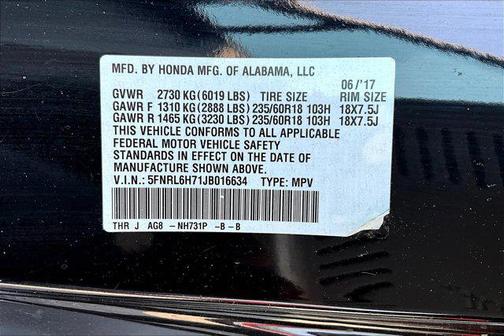 MFD. BY HONDA MFG. OF ALABAMA, LLC 06/'17
GVWR 2730 KG(6019 LBS) TIRE SIZE RIM SIZE
GAWR F 1310 KG(2888 LBS) 235/60R18 103H 18X7.5J
GAWR R 1465 KG(3230 LBS) 235/60R18 103H 18X7.5J
THIS VEHICLE CONFORMS TO ALL APPLICABLE
FEDERAL MOTOR VEHICLE SAFETY
STANDARDS IN EFFECT ON THE DATE OF
MANUFACTURE SHOWN ABOVE.
V.I.N.: 5FNRL6H71JB016634 TYPE: MPV
THR J AG8 -NH731P -B-B